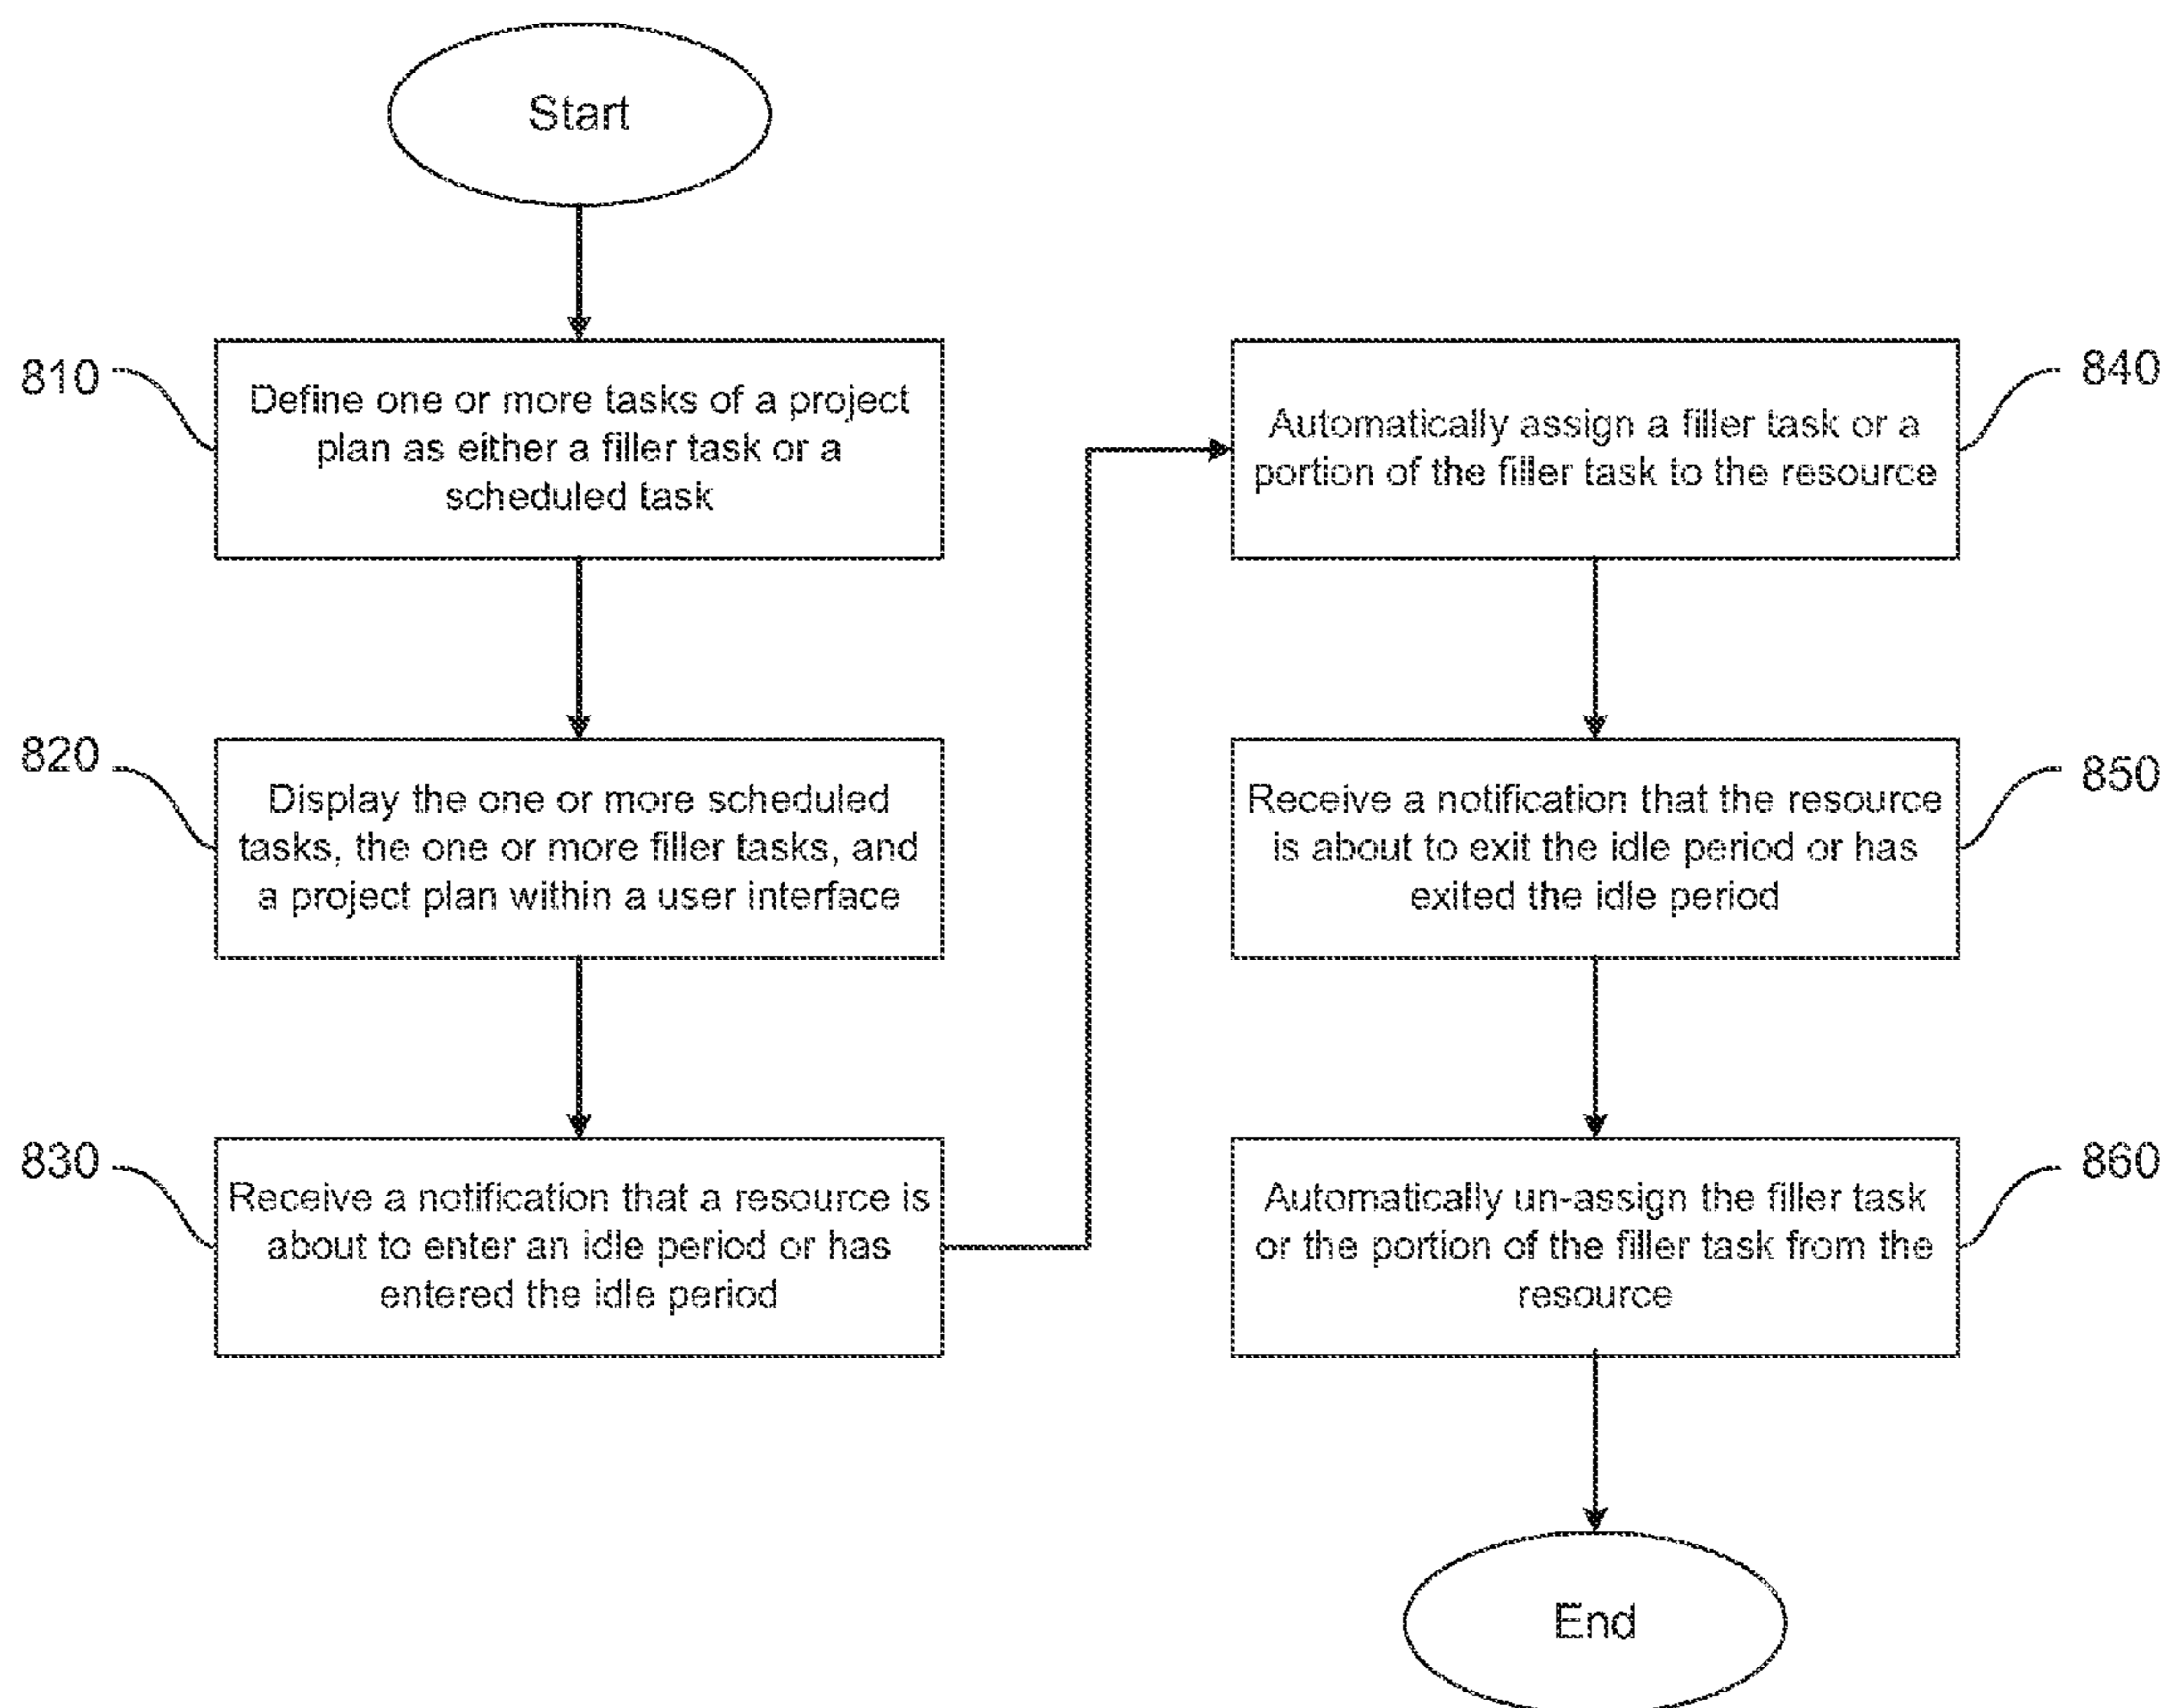 Start
810
Define one or more tasks of a project
plan as either a filler task or a
scheduled task
820
Display the one or more scheduled
tasks, the one or more filler tasks, and
a project plan within a user interface
830
Receive a notification that a resource is
about to enter an idle period or has
entered the idle period
840
Automatically assign a filler task or a
portion of the filler task to the resource
850
Receive a notification that the resource
is about to exit the idle period or has
exited the idle period
860
Automatically un-assign the filler task
or the portion of the filler task from the
resource
End